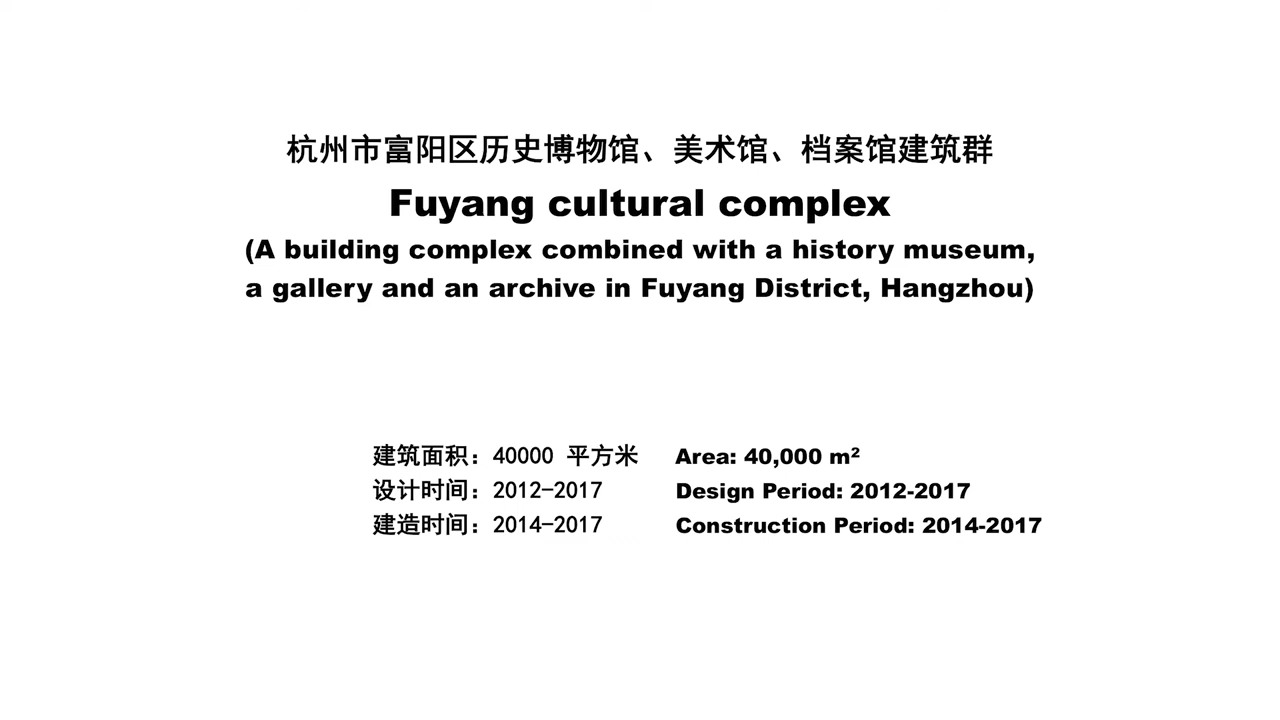 杭州市富阳区历史博物馆、美术馆、档案馆建筑群
Fuyang cultural complex
(A building complex combined with a history museum,
a gallery and an archive in Fuyang District, Hangzhou)
建筑面积：40000 平方米 Area: 40,000 m²
设计时间：2012-2017 Design Period: 2012-2017
建造时间：2014-2017 Construction Period: 2014-2017